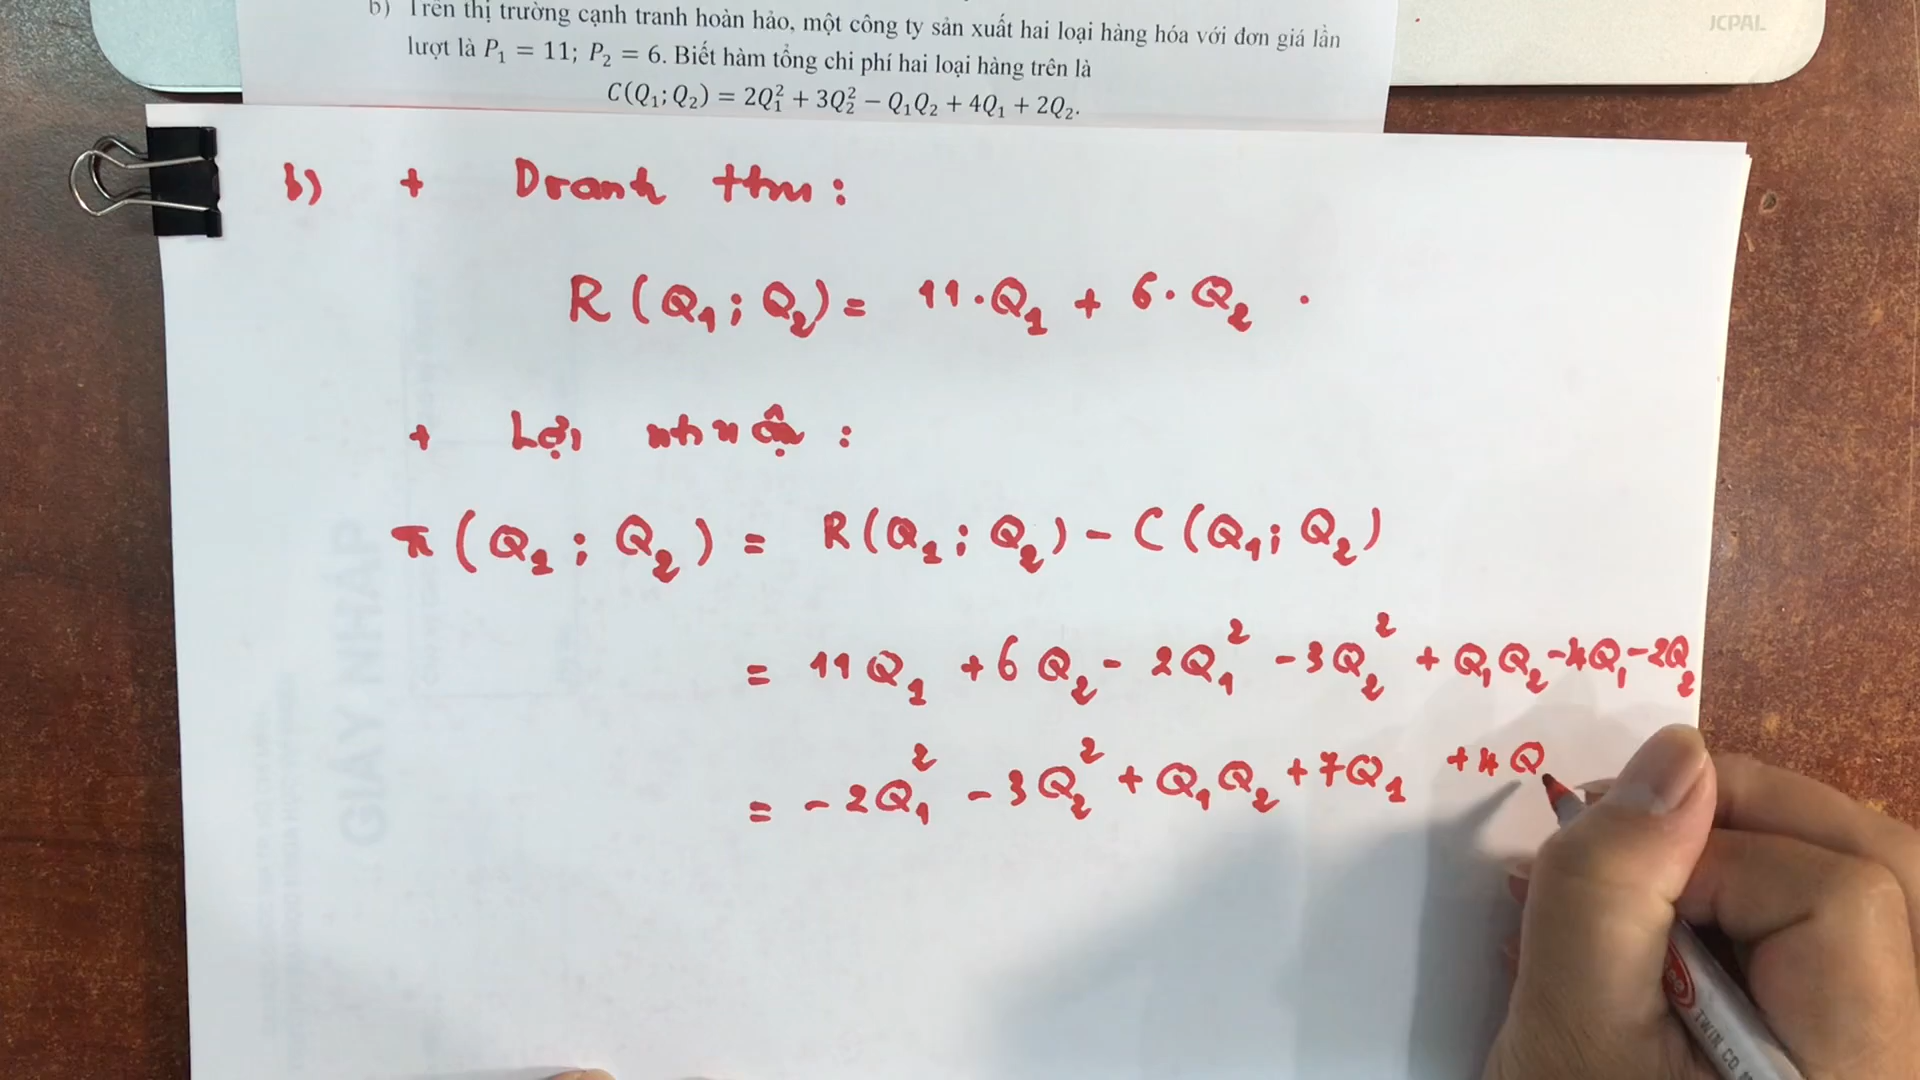 JCPAL
b) Trên thị trường cạnh tranh hoàn hảo, một công ty sản xuất hai loại hàng hóa với đơn giá lần
lượt là P₁ = 11; P₂ = 6. Biết hàm tổng chi phí hai loại hàng trên là
C(Q₁; Q₂) = 2Q₁² + 3Q₂² − Q₁Q₂ + 4Q₁ + 2Q₂.
b) + Doanh thu:
R(Q₁; Q₂) = 11·Q₁ + 6·Q₂ .
+ Lợi nhuận :
π(Q₁; Q₂) = R(Q₁; Q₂) − C(Q₁; Q₂)
= 11Q₁ + 6Q₂ − 2Q₁² − 3Q₂² + Q₁Q₂ − 4Q₁ − 2Q₂
= − 2Q₁² − 3Q₂² + Q₁Q₂ + 7Q₁ + 4Q
GIẤY NHÁP
TWIN